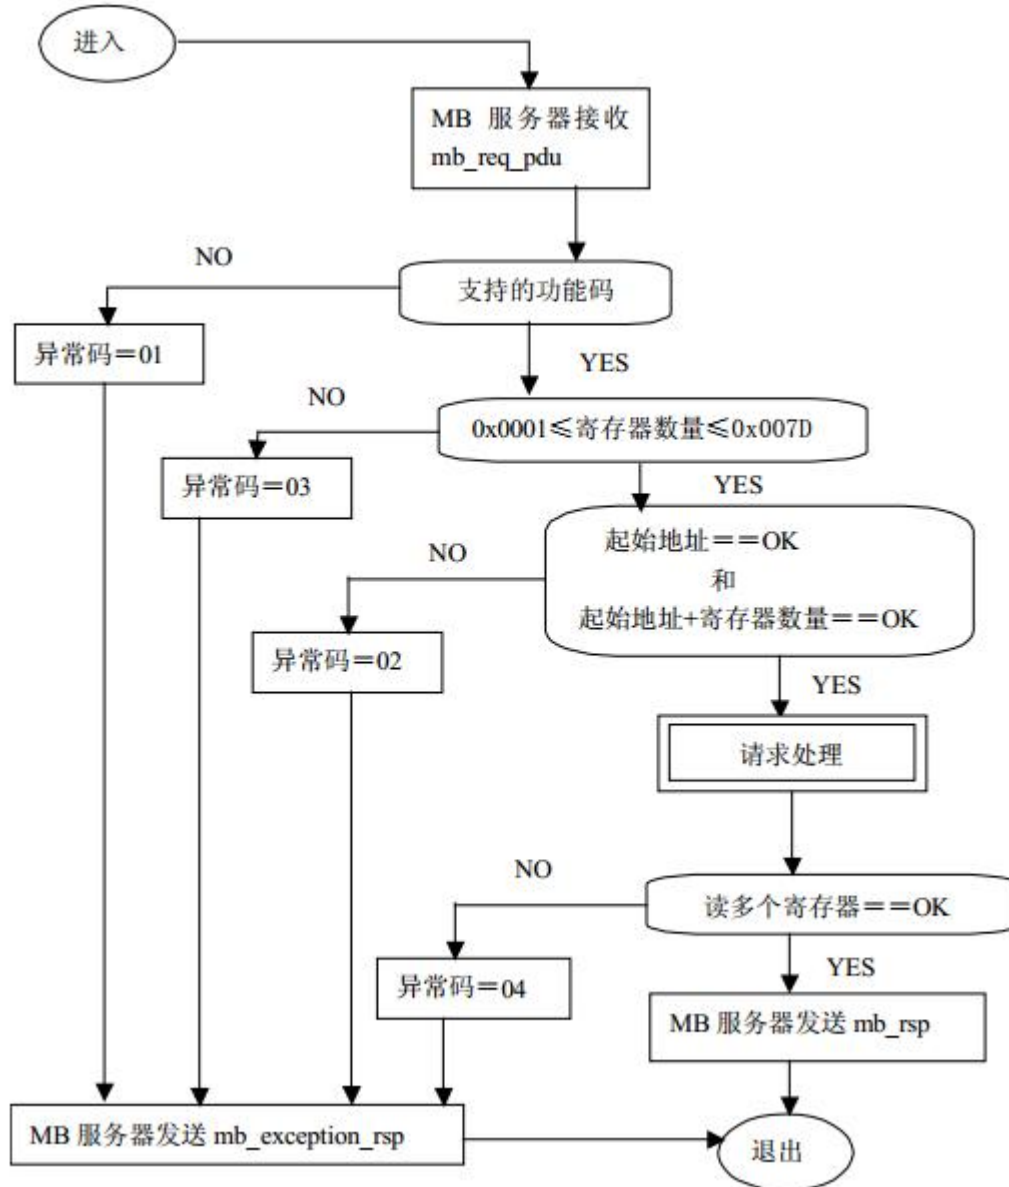 进入
MB 服务器接收
mb_req_pdu
NO
支持的功能码
异常码＝01
YES
NO
0x0001≤寄存器数量≤0x007D
异常码＝03
YES
起始地址＝＝OK
NO
和
起始地址+寄存器数量＝＝OK
异常码＝02
YES
请求处理
NO
读多个寄存器＝＝OK
YES
异常码＝04
MB 服务器发送 mb_rsp
MB 服务器发送 mb_exception_rsp
退出